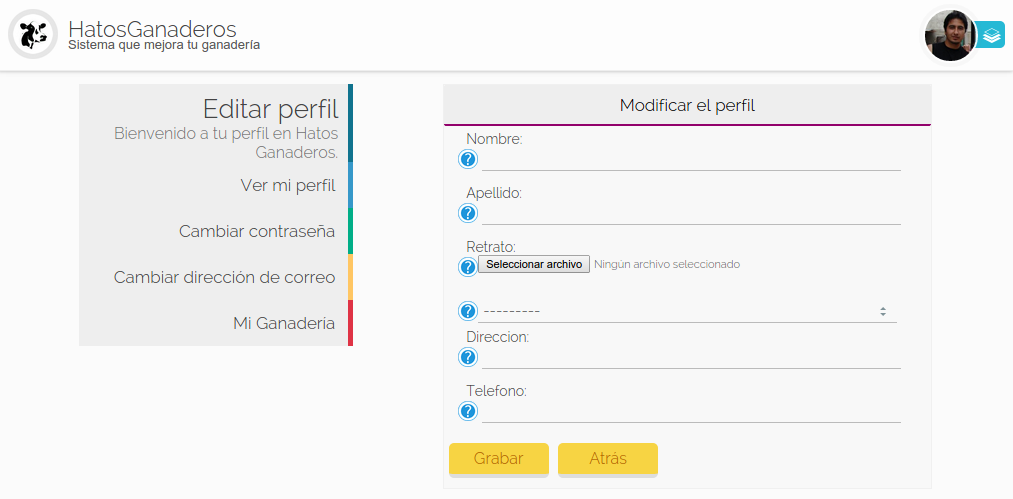 HatosGanaderos
Sistema que mejora tu ganadería
Editar perfil
Bienvenido a tu perfil en Hatos
Ganaderos.
Ver mi perfil
Cambiar contraseña
Cambiar dirección de correo
Mi Ganadería
Modificar el perfil
Nombre:
?
Apellido:
?
Retrato:
? Seleccionar archivo Ningún archivo seleccionado
? ---------
Direccion:
?
Telefono:
?
Grabar Atrás